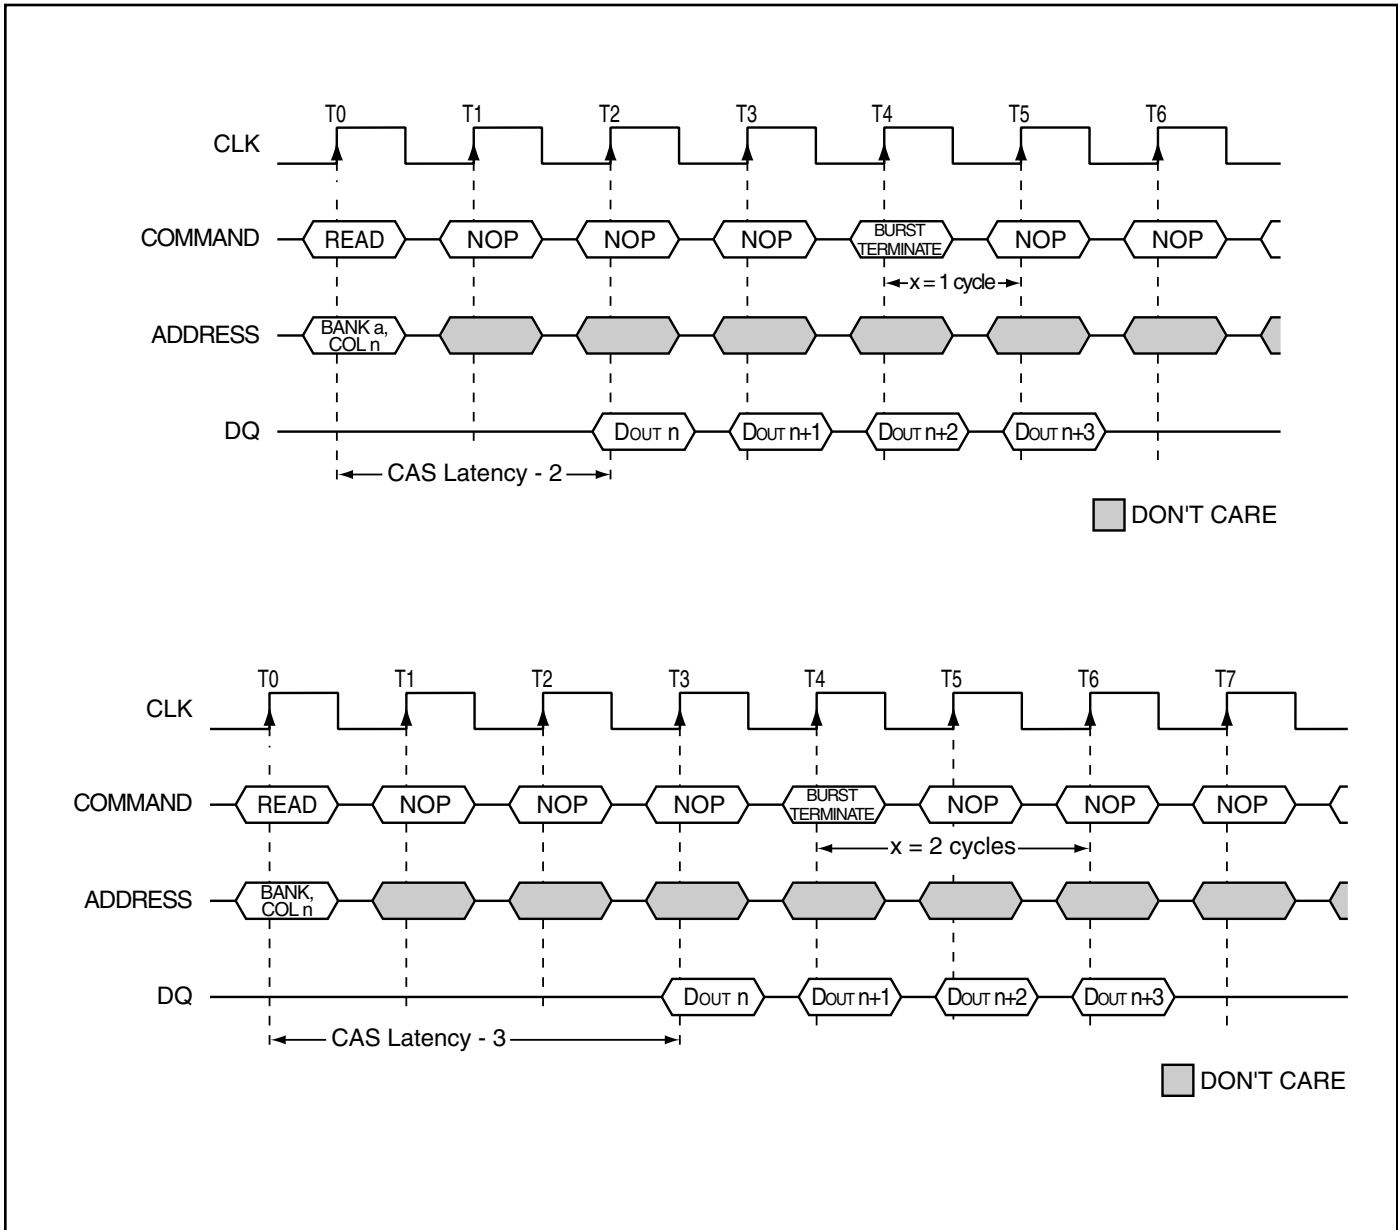 T0 T1 T2 T3 T4 T5 T6
CLK
COMMAND READ NOP NOP NOP BURST TERMINATE NOP NOP
x = 1 cycle
ADDRESS BANK a, COL n
DQ DOUT n DOUT n+1 DOUT n+2 DOUT n+3
CAS Latency - 2
DON'T CARE
T0 T1 T2 T3 T4 T5 T6 T7
CLK
COMMAND READ NOP NOP NOP BURST TERMINATE NOP NOP NOP
x = 2 cycles
ADDRESS BANK, COL n
DQ DOUT n DOUT n+1 DOUT n+2 DOUT n+3
CAS Latency - 3
DON'T CARE